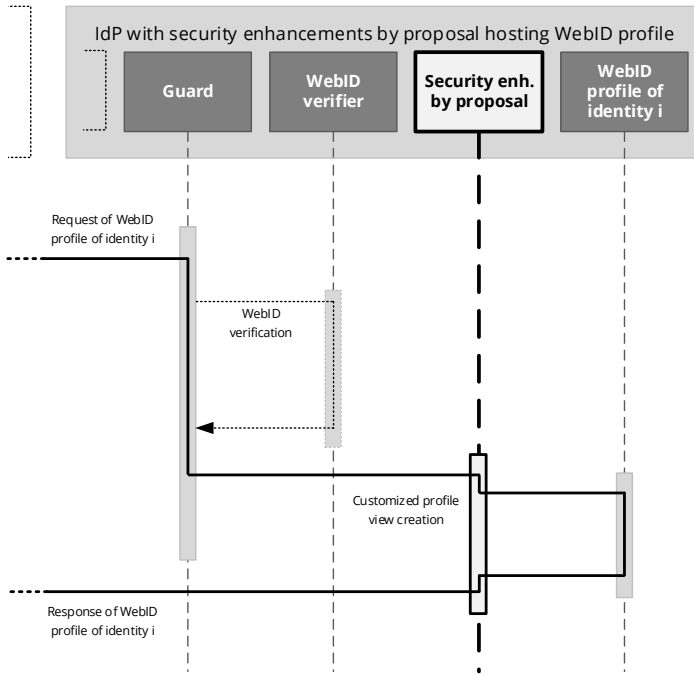 IdP with security enhancements by proposal hosting WebID profile
Guard
WebID
verifier
Security enh.
by proposal
WebID
profile of
identity i
Request of WebID
profile of identity i
WebID
verification
Customized profile
view creation
Response of WebID
profile of identity i